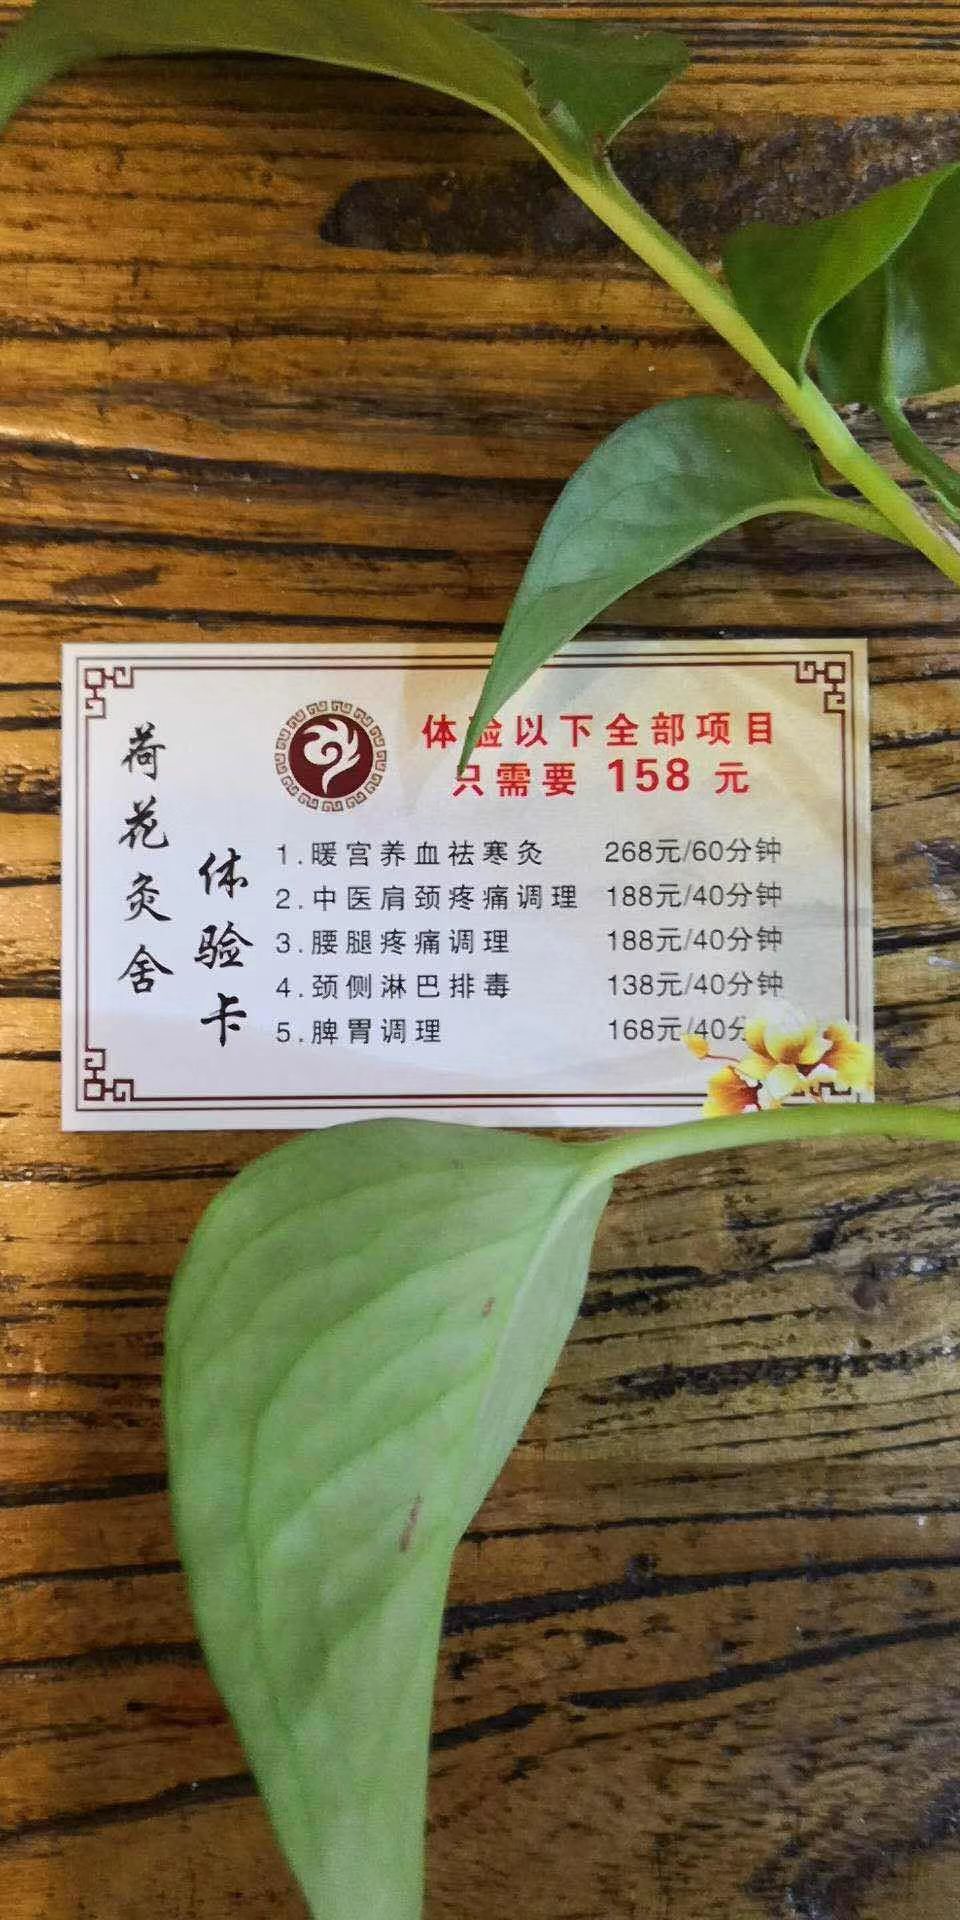 荷花灸舍
体验卡
体验以下全部项目
只需要 158 元
1.暖宫养血祛寒灸 268元/60分钟
2.中医肩颈疼痛调理 188元/40分钟
3.腰腿疼痛调理 188元/40分钟
4.颈侧淋巴排毒 138元/40分钟
5.脾胃调理 168元/40分